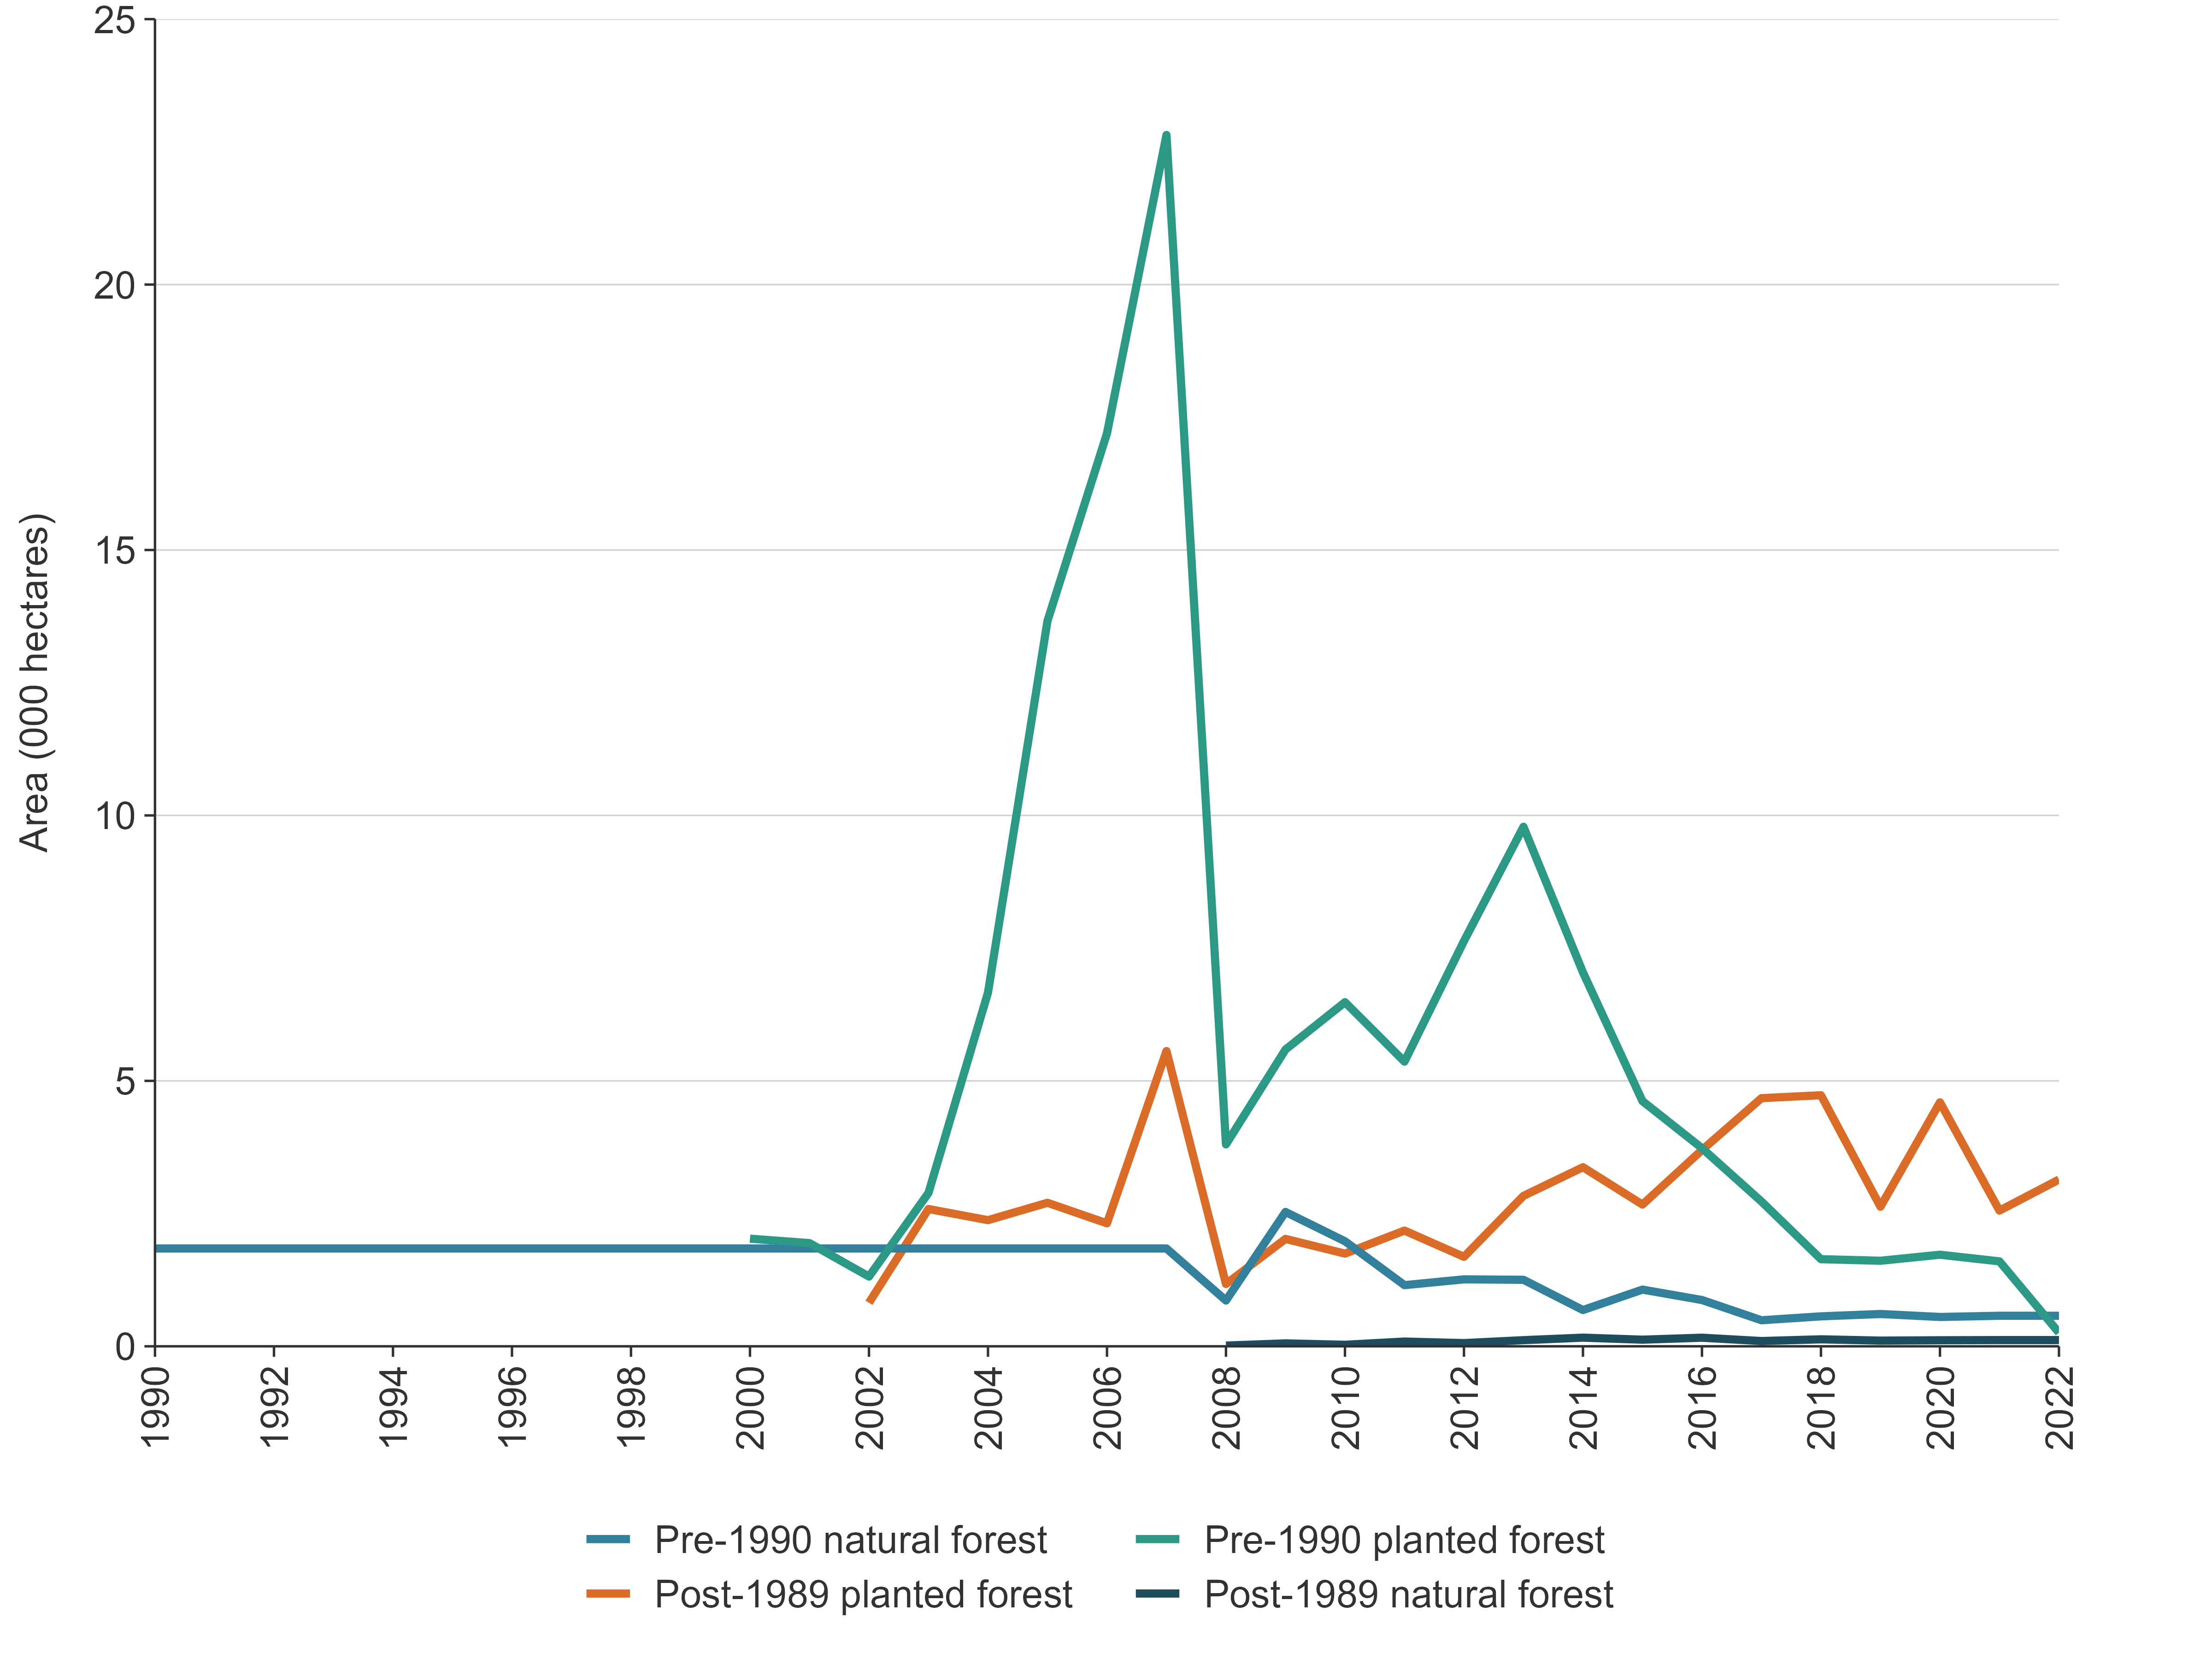 25
20
15
10
5
0
Area (000 hectares)
1990 1992 1994 1996 1998 2000 2002 2004 2006 2008 2010 2012 2014 2016 2018 2020 2022
Pre-1990 natural forest Pre-1990 planted forest
Post-1989 planted forest Post-1989 natural forest